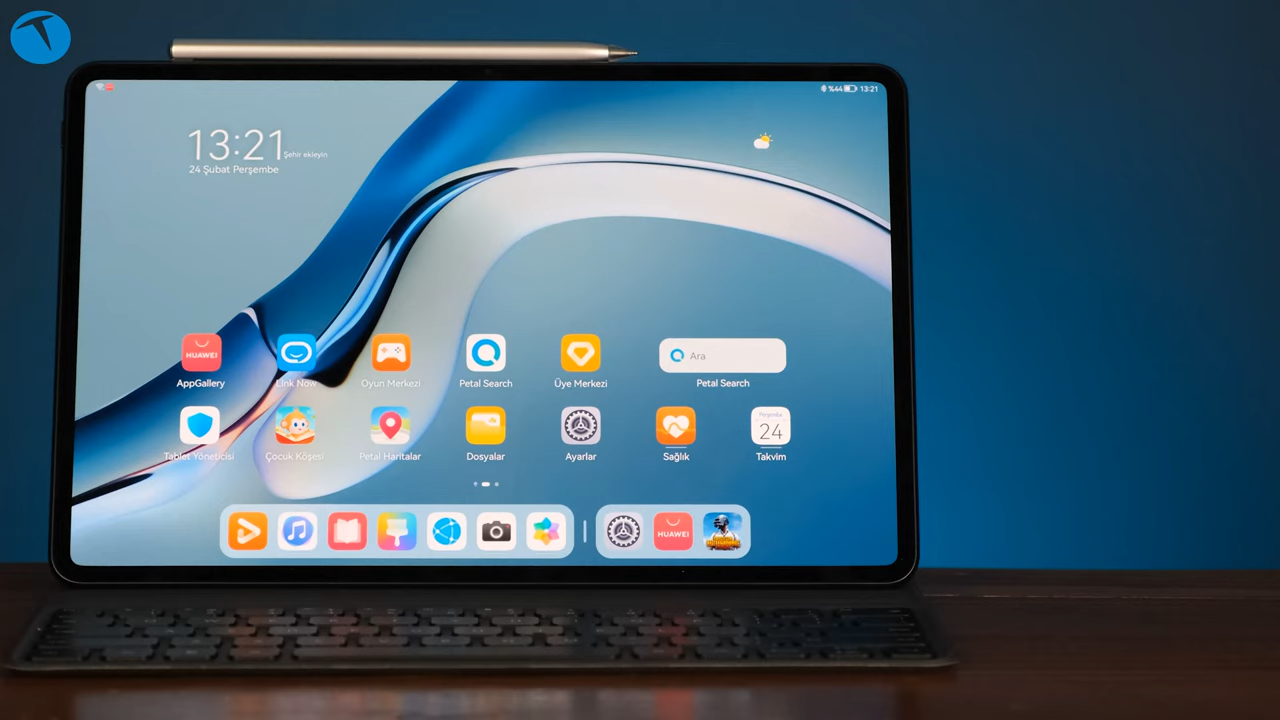 %44 13:21
13:21 Şehir ekleyin
24 Şubat Perşembe
HUAWEI
Ara
AppGallery
Link Now
Oyun Merkezi
Petal Search
Üye Merkezi
Petal Search
Perşembe
24
Tablet Yöneticisi
Çocuk Köşesi
Petal Haritalar
Dosyalar
Ayarlar
Sağlık
Takvim
HUAWEI